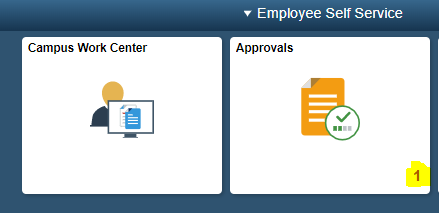 Employee Self Service
Campus Work Center
Approvals
1